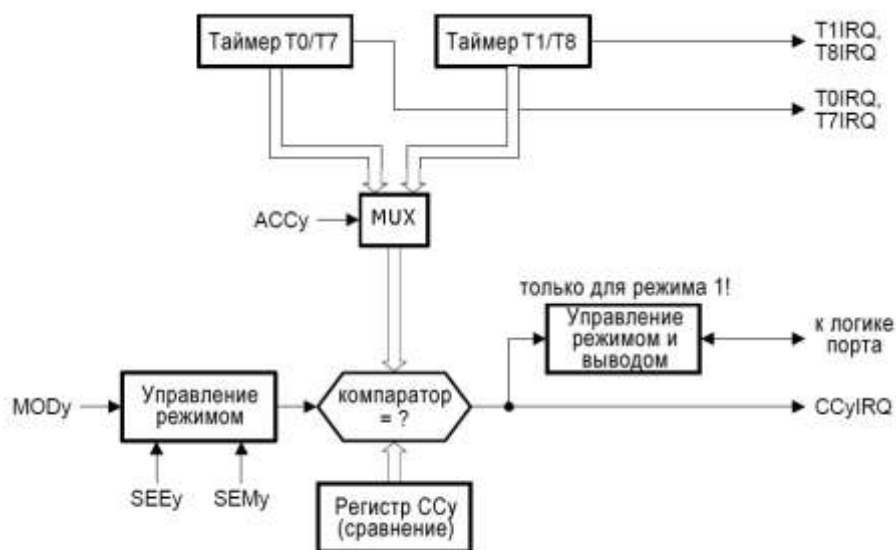 Таймер T0/T7
Таймер T1/T8
T1IRQ,
T8IRQ
T0IRQ,
T7IRQ
ACCy
MUX
только для режима 1!
Управление
режимом и
выводом
к логике
порта
MODy
Управление
режимом
компаратор
= ?
CCyIRQ
SEEy
SEMy
Регистр CCy
(сравнение)